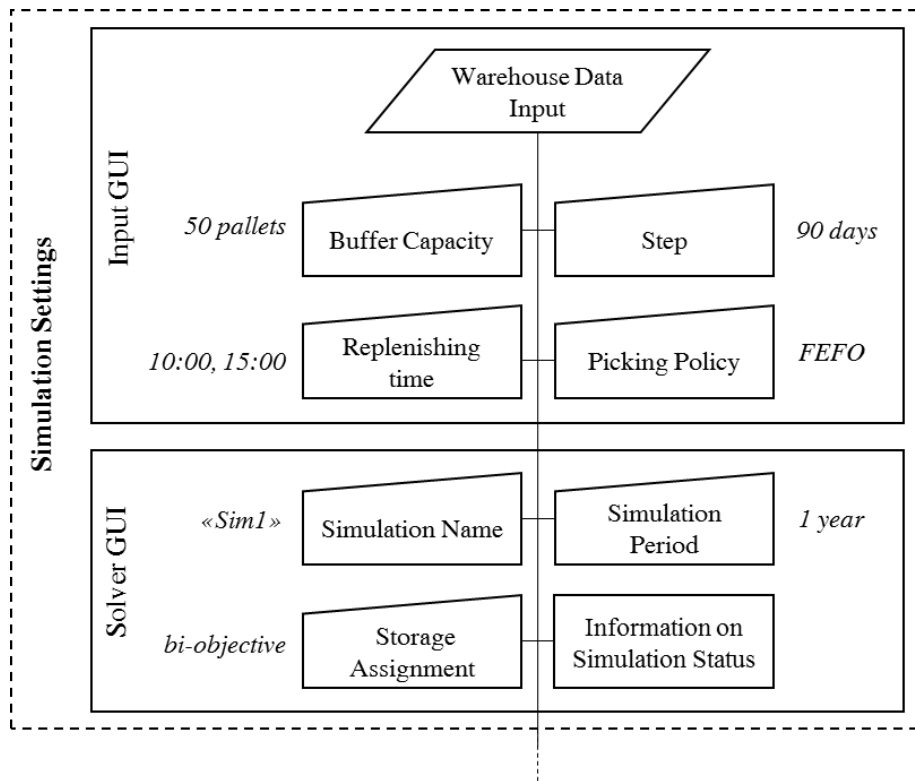 Simulation Settings
Input GUI
Warehouse Data
Input
50 pallets
Buffer Capacity
Step
90 days
10:00, 15:00
Replenishing
time
Picking Policy
FEFO
Solver GUI
«Sim1»
Simulation Name
Simulation
Period
1 year
bi-objective
Storage
Assignment
Information on
Simulation Status